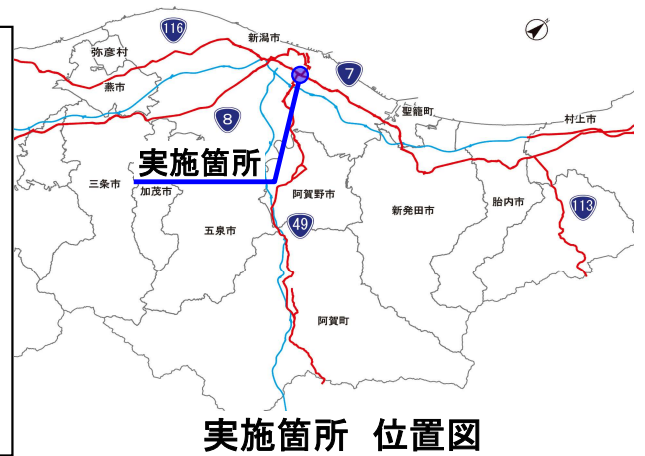 116
新潟市
弥彦村
7
燕市
聖籠町
8
村上市
実施箇所
三条市
加茂市
阿賀野市
胎内市
新発田市
113
五泉市
49
阿賀町
実施箇所 位置図